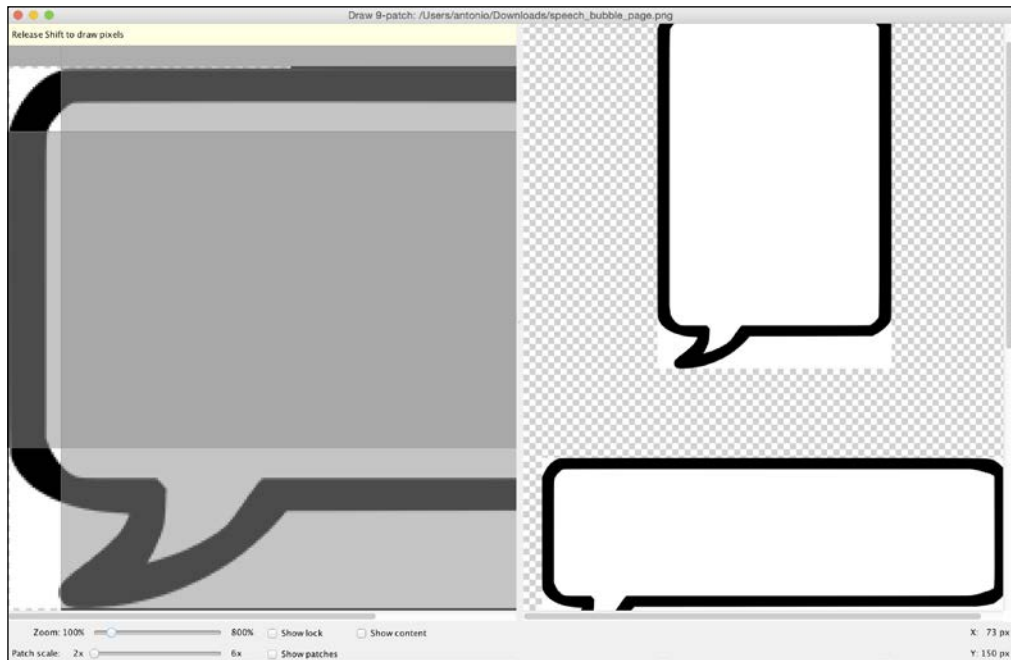 Draw 9-patch: /Users/antonio/Downloads/speech_bubble_page.png
Release Shift to draw pixels
Zoom: 100% 800% Show lock Show content X: 73 px
Patch scale: 2x 6x Show patches Y: 150 px